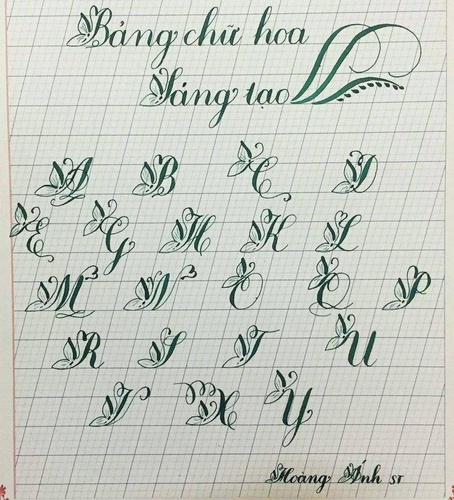 Bảng chữ hoa
Sáng tạo
A B C D
E G H K L
M N O Q P
R S T U
V X Y
Hoàng Ánh ST